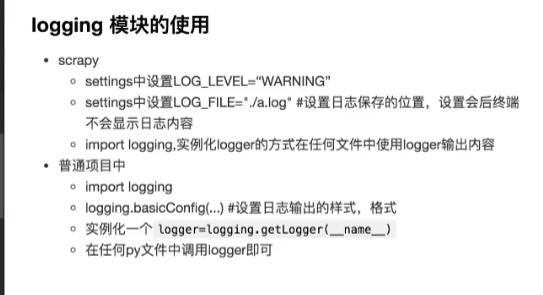 logging 模块的使用
scrapy
settings中设置LOG_LEVEL=“WARNING”
settings中设置LOG_FILE="./a.log" #设置日志保存的位置，设置会后终端
不会显示日志内容
import logging,实例化logger的方式在任何文件中使用logger输出内容
普通项目中
import logging
logging.basicConfig(...) #设置日志输出的样式，格式
实例化一个 logger=logging.getLogger(__name__)
在任何py文件中调用logger即可